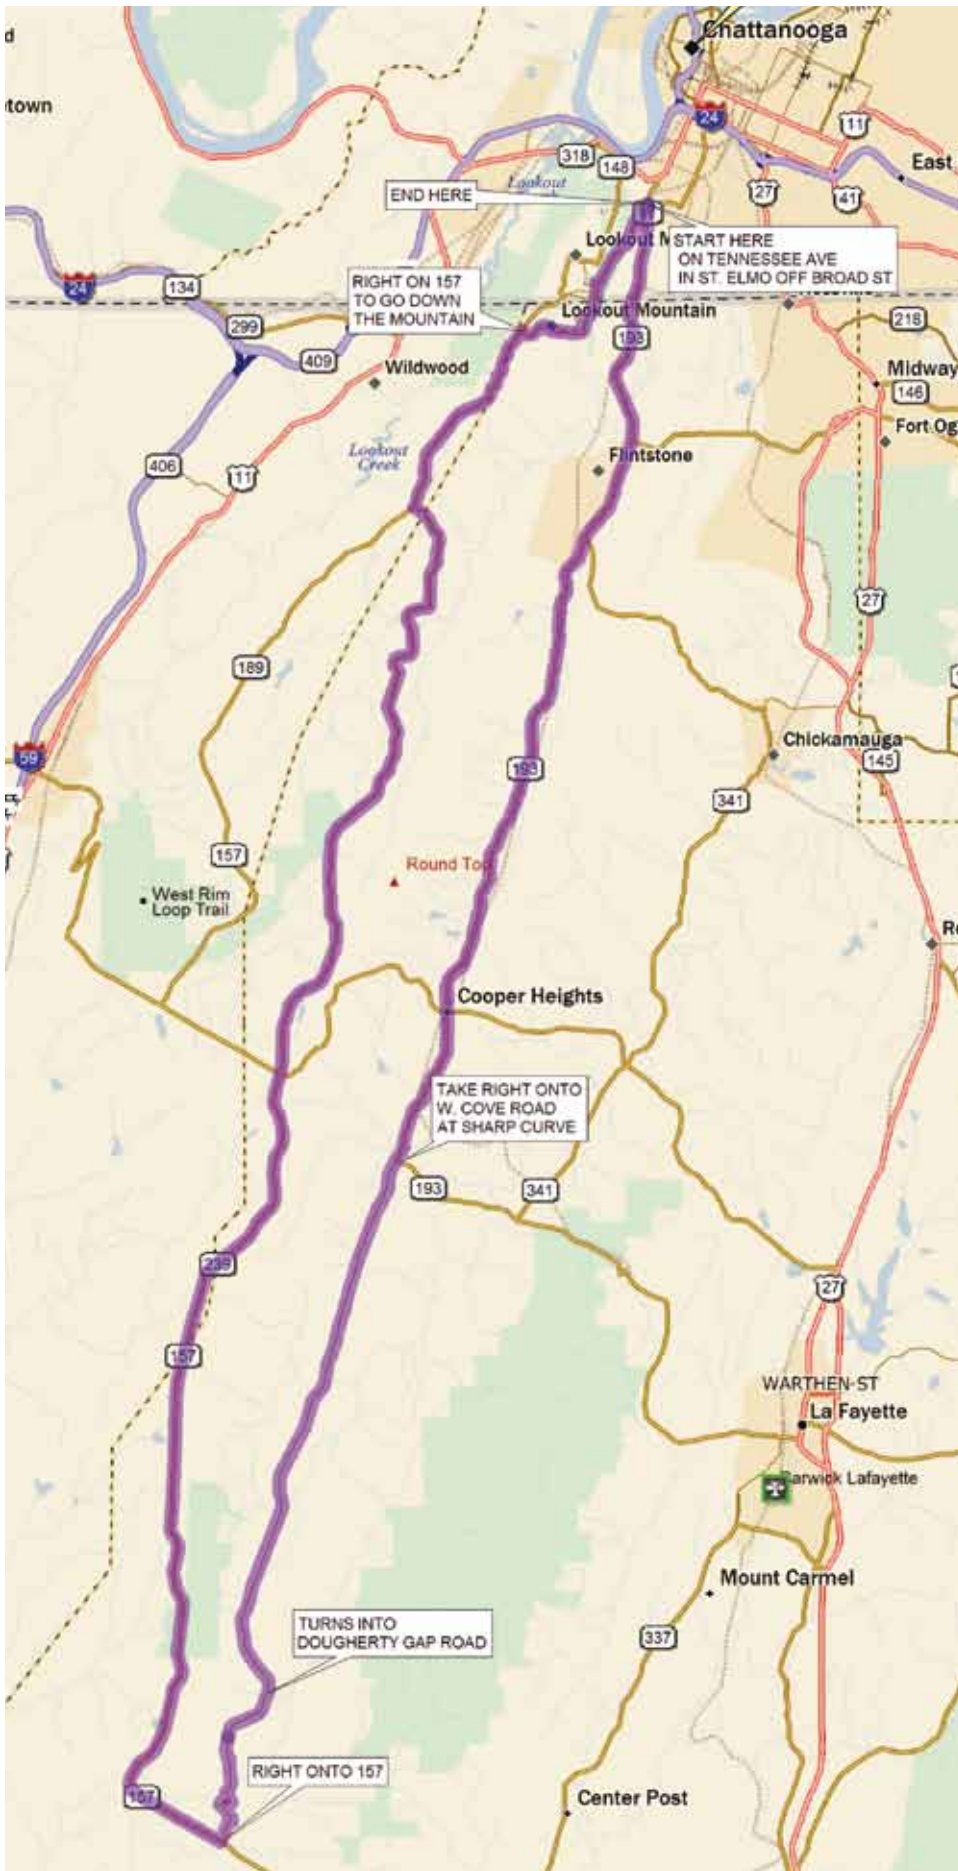 d
Chattanooga
town
11
24
East
318
148
27
41
Lookout
END HERE
17
START HERE
ON TENNESSEE AVE
IN ST. ELMO OFF BROAD ST
Lookout M
RIGHT ON 157
TO GO DOWN
THE MOUNTAIN
24
134
Lookout Mountain
299
218
193
409
Wildwood
Midway
146
Fort Og
Lookout
Creek
Flintstone
406
11
27
189
Chickamauga
59
145
193
341
157
Round To
West Rim
Loop Trail
Cooper Heights
TAKE RIGHT ONTO
W. COVE ROAD
AT SHARP CURVE
193
341
239
27
157
WARTHEN ST
La Fayette
Barwick Lafayette
Mount Carmel
TURNS INTO
DOUGHERTY GAP ROAD
337
RIGHT ONTO 157
157
Center Post